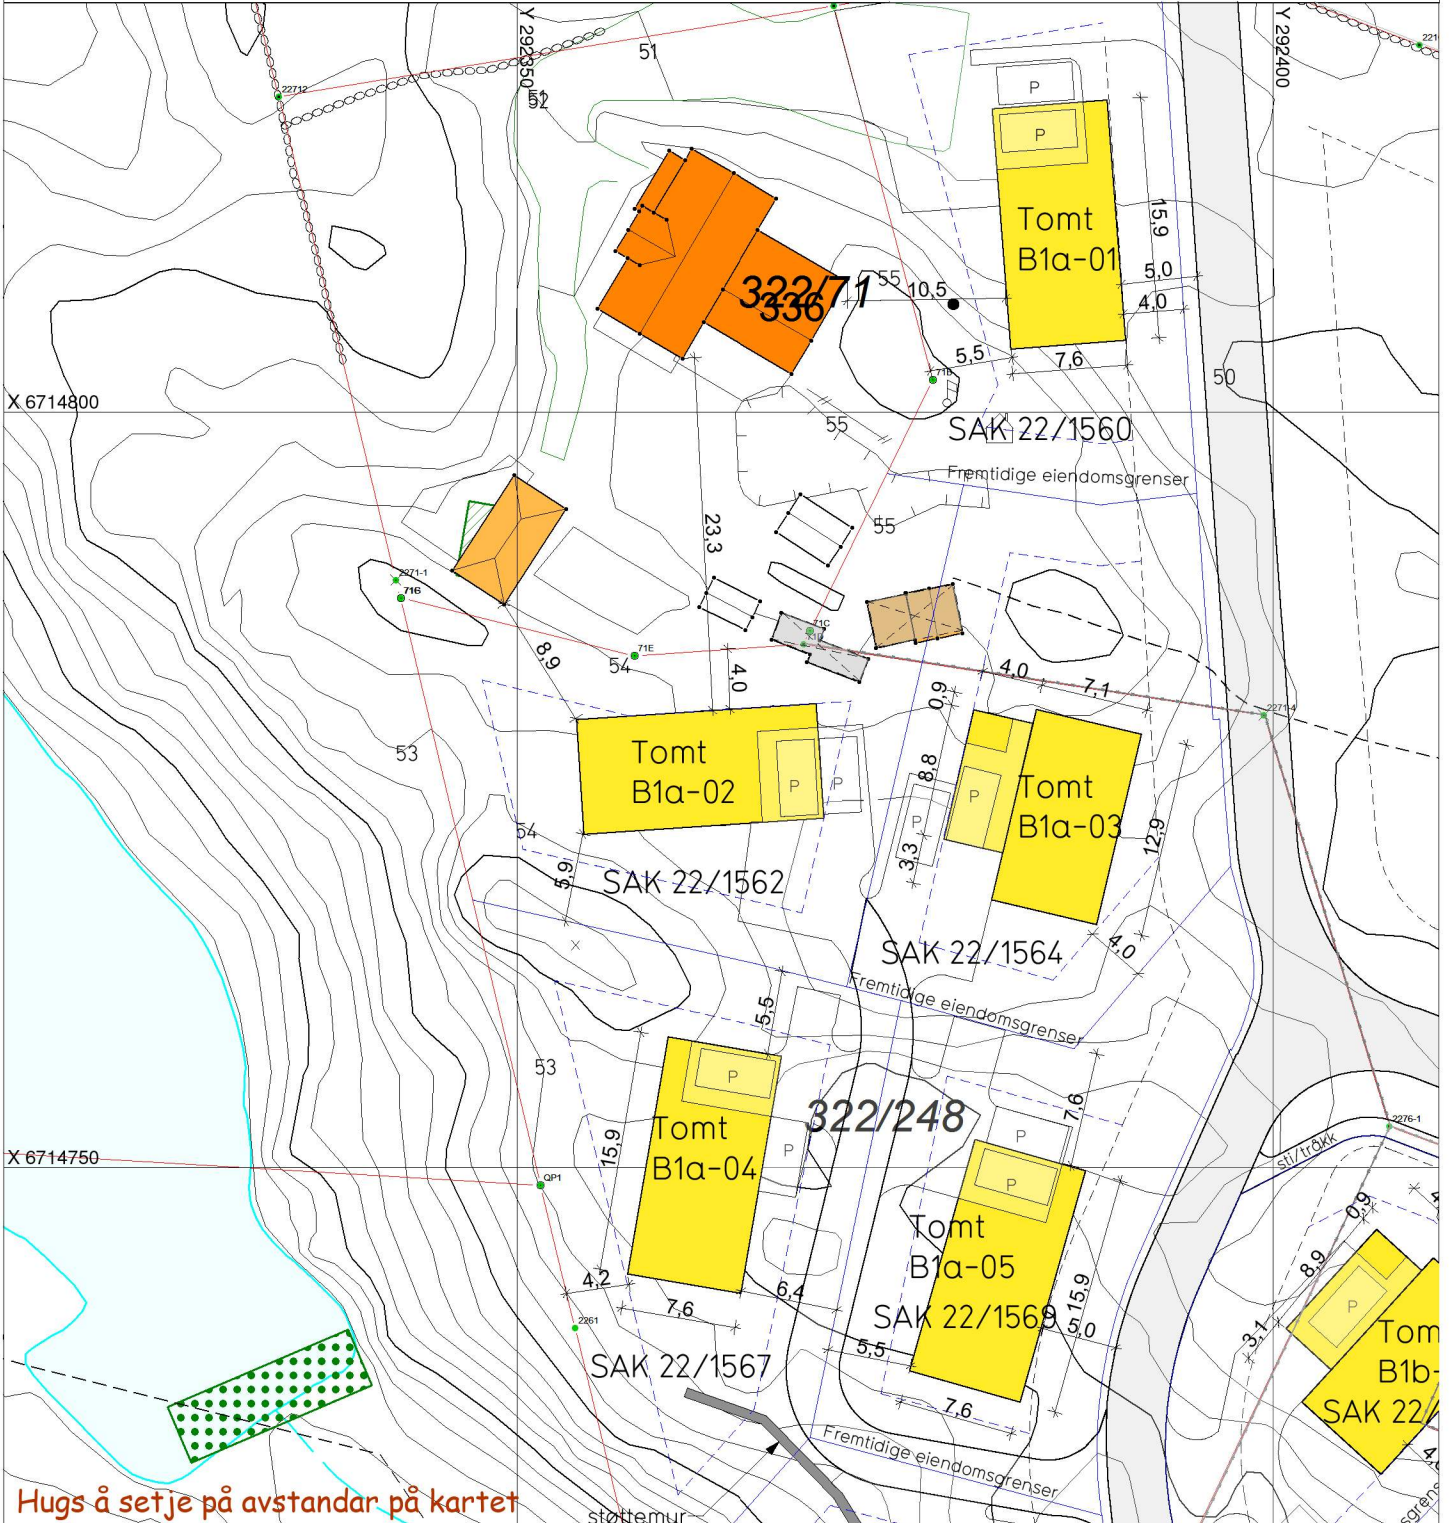 Y 292350
Y 292400
51
52
22712
P
P
Tomt
B1a-01
15,9
5,0
4,0
10,5
55
322/71
336
5,5
7,6
71B
50
X 6714800
SAK 22/1560
55
Fremtidige eiendomsgrenser
55
23,3
2271-1
716
71C
71E
54
8,9
4,0
4,0
7,1
0,9
2271-4
53
Tomt
B1a-02
P
P
8,8
P
P
Tomt
B1a-03
12,9
3,3
54
5,9
SAK 22/1562
SAK 22/1564
4,0
Fremtidige eiendomsgrenser
5,5
53
P
322/248
7,6
2276-1
Tomt
B1a-04
15,9
P
P
sti/tråkk
X 6714750
QP1
P
Tomt
B1a-05
0,9
8,9
4,2
7,6
6,4
SAK 22/1569
15,9
5,0
3,1
P
Tom
B1b-
SAK 22/
2261
5,5
SAK 22/1567
7,6
Fremtidige eiendomsgrenser
Hugs å setje på avstandar på kartet
støttemur